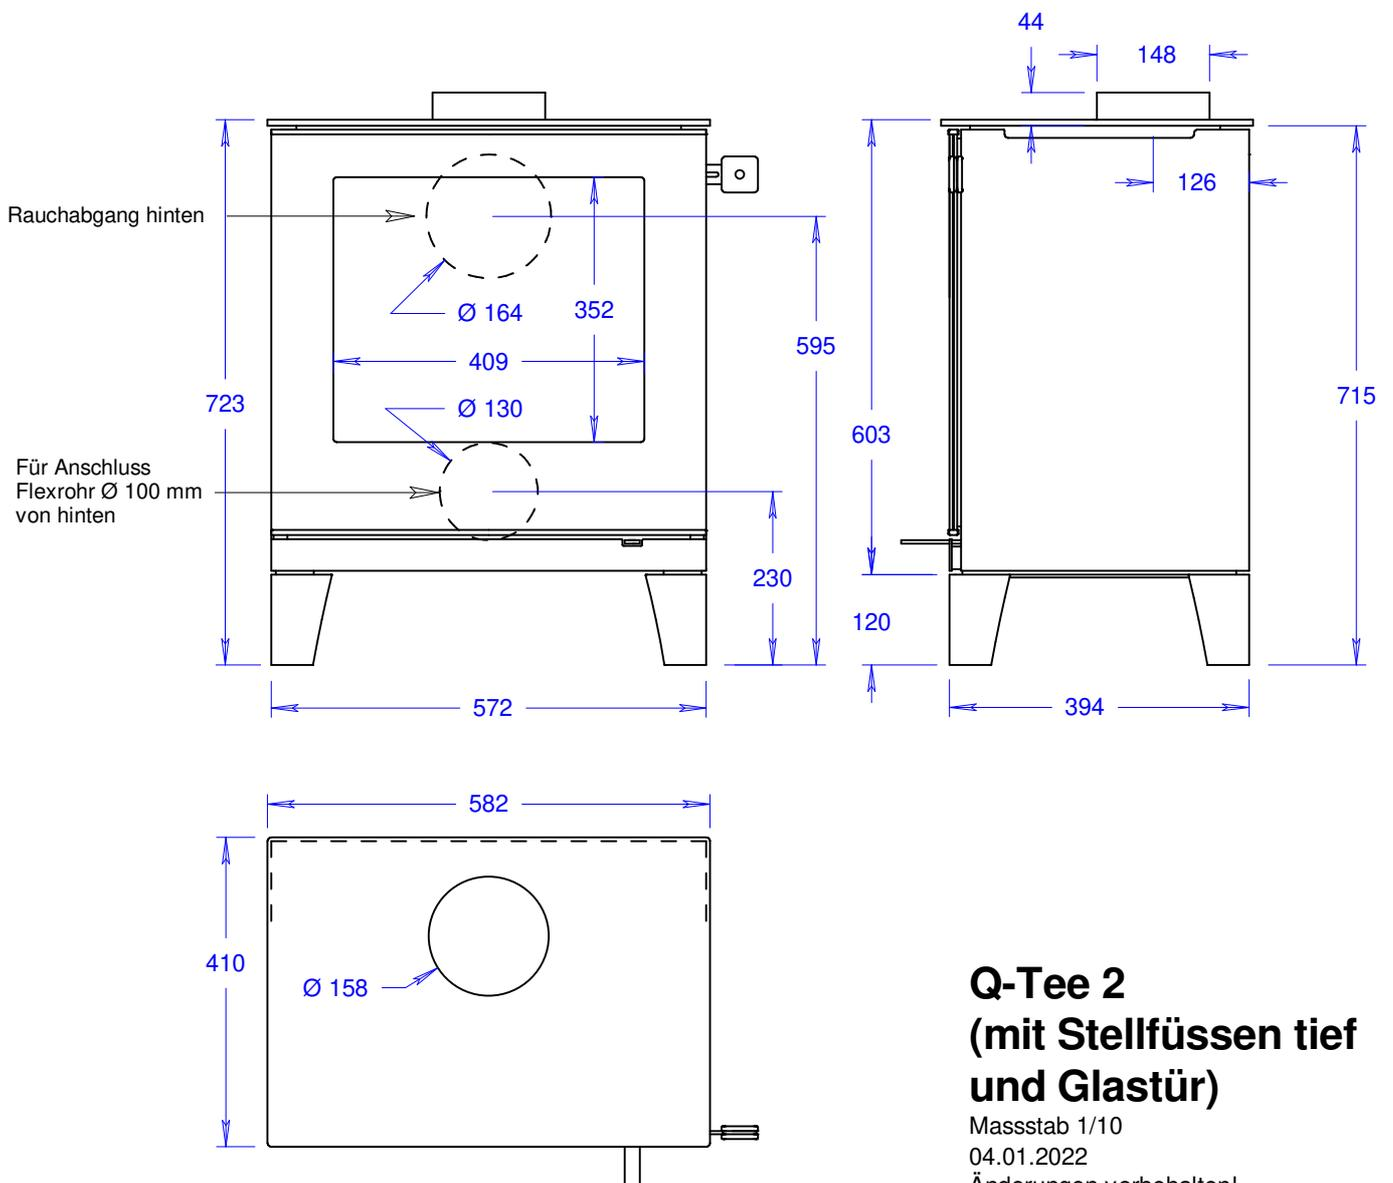 44
148
126
Rauchabgang hinten
Ø 164
352
595
409
715
723
Ø 130
603
Für Anschluss
Flexrohr Ø 100 mm
von hinten
230
120
572
394
582
410
Ø 158
Q-Tee 2
(mit Stellfüssen tief
und Glastür)
Massstab 1/10
04.01.2022
Änderungen vorbehalten!